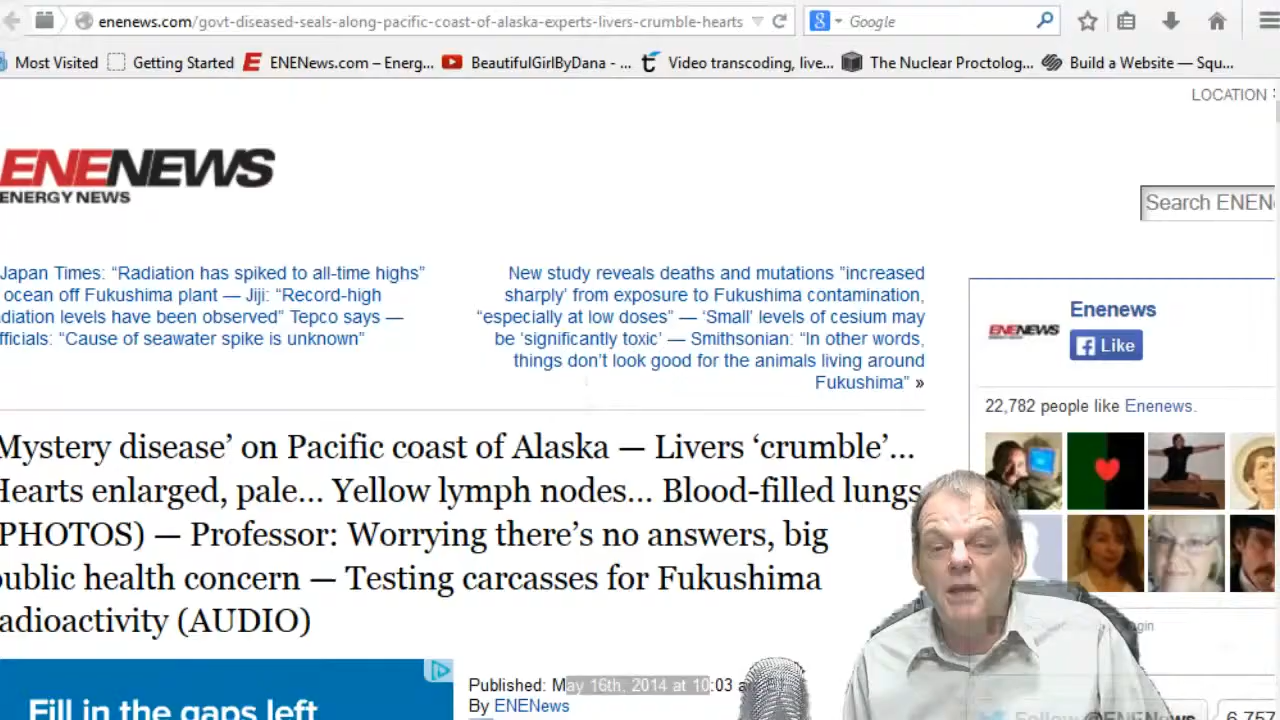 enenews.com/govt-diseased-seals-along-pacific-coast-of-alaska-experts-livers-crumble-hearts
Google
Most Visited
Getting Started
ENENews.com – Energ...
BeautifulGirlByDana - ...
Video transcoding, live...
The Nuclear Proctolog...
Build a Website — Squ...
LOCATION
ENENEWS
ENERGY NEWS
Search ENEN
Japan Times: “Radiation has spiked to all-time highs”
ocean off Fukushima plant — Jiji: “Record-high
diation levels have been observed” Tepco says —
fficials: “Cause of seawater spike is unknown”
New study reveals deaths and mutations “increased
sharply’ from exposure to Fukushima contamination,
“especially at low doses” — ‘Small’ levels of cesium may
be ‘significantly toxic’ — Smithsonian: “In other words,
things don’t look good for the animals living around
Fukushima” »
ENENEWS
Enenews
Like
22,782 people like Enenews.
Mystery disease’ on Pacific coast of Alaska — Livers ‘crumble’...
Hearts enlarged, pale... Yellow lymph nodes... Blood-filled lungs
PHOTOS) — Professor: Worrying there’s no answers, big
public health concern — Testing carcasses for Fukushima
adioactivity (AUDIO)
Fill in the gaps left
Published: May 16th, 2014 at 10:03 a
By ENENews
Follow @ENENews
6,757